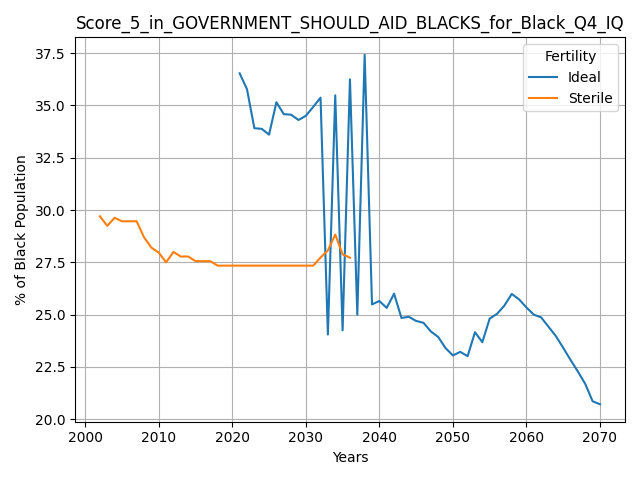 Score_5_in_GOVERNMENT_SHOULD_AID_BLACKS_for_Black_Q4_IQ
Fertility
Ideal
Sterile
% of Black Population
37.5
35.0
32.5
30.0
27.5
25.0
22.5
20.0
2000 2010 2020 2030 2040 2050 2060 2070
Years